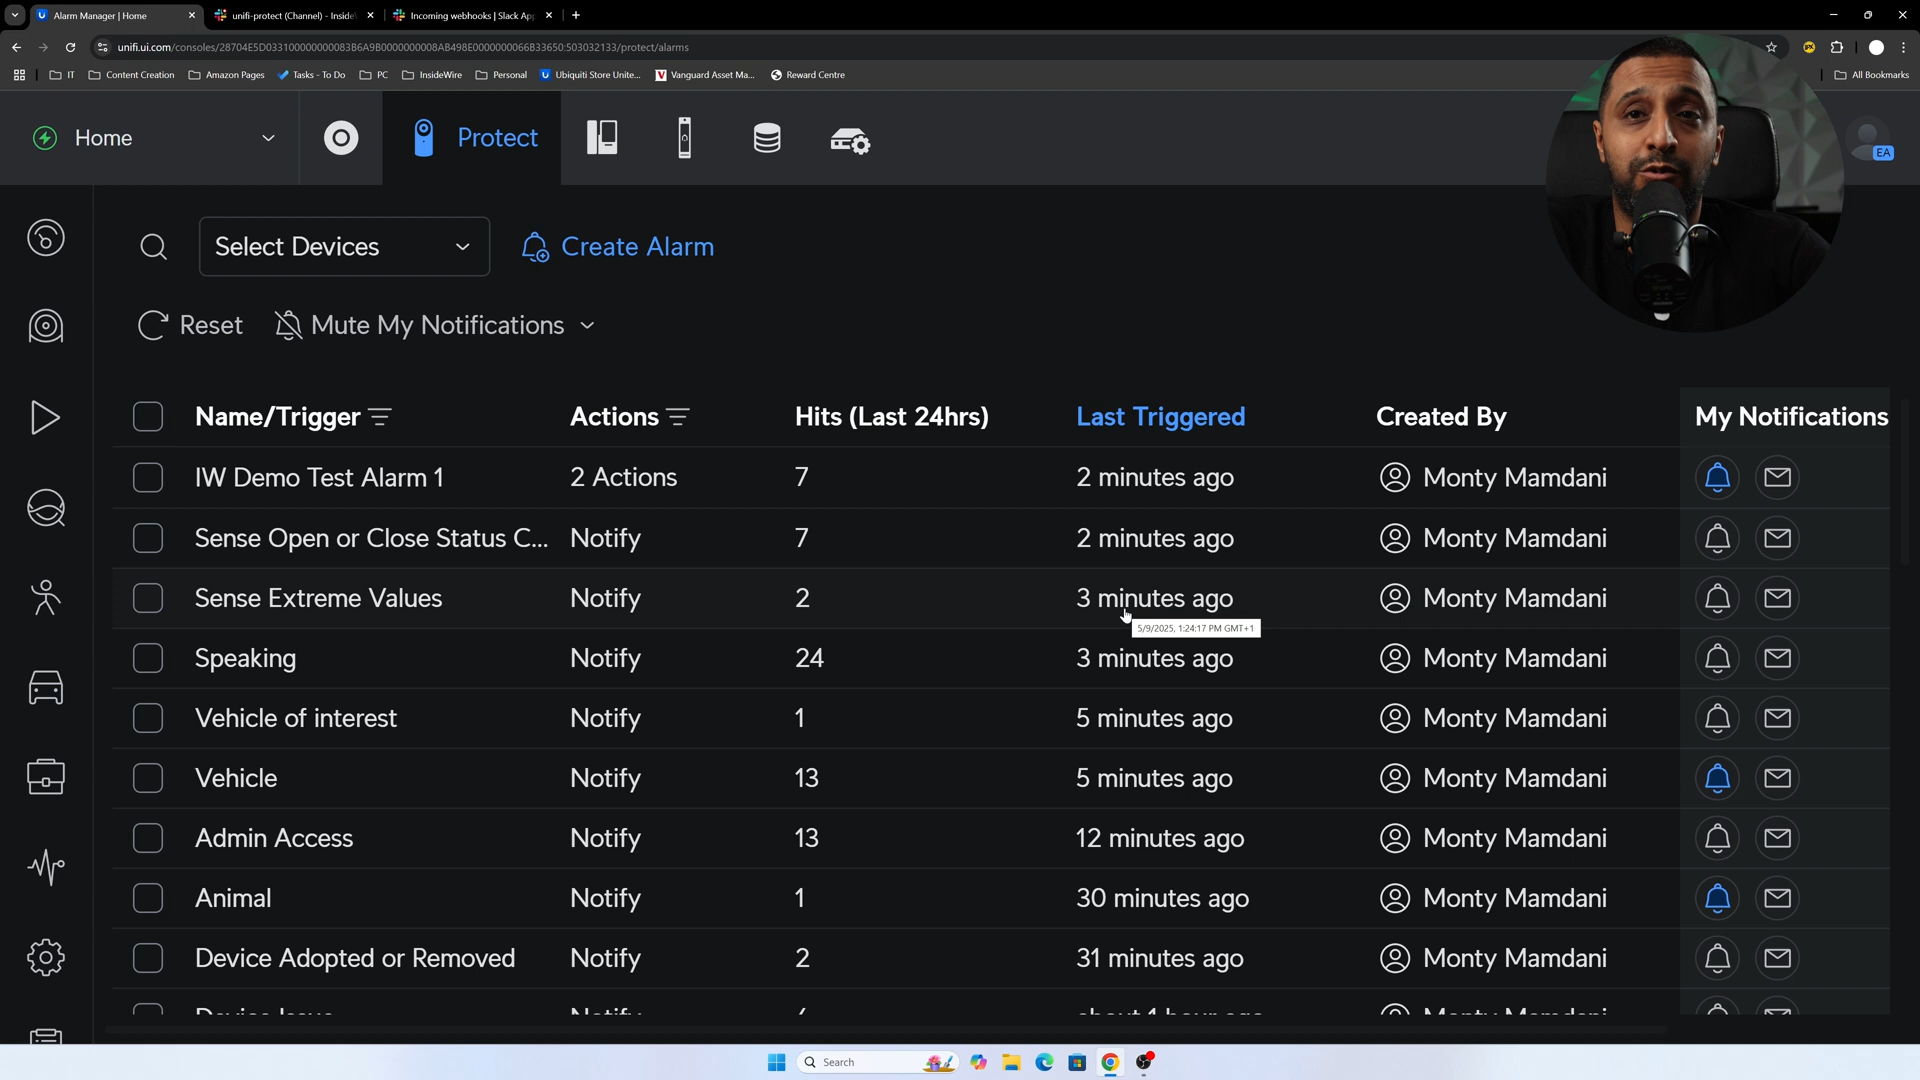 Alarm Manager | Home
unifi-protect (Channel) - Inside
Incoming webhooks | Slack Ap
unifi.ui.com/consoles/28704E5D0331000000000083B6A9B0000000008AB498E0000000066B33650:503032133/protect/alarms
IT
Content Creation
Amazon Pages
Tasks - To Do
PC
InsideWire
Personal
Ubiquiti Store Unite...
Vanguard Asset Ma...
Reward Centre
All Bookmarks
Home
Protect
EA
Select Devices
Create Alarm
Reset
Mute My Notifications
Name/Trigger Actions Hits (Last 24hrs) Last Triggered Created By My Notifications
IW Demo Test Alarm 1 2 Actions 7 2 minutes ago Monty Mamdani
Sense Open or Close Status C... Notify 7 2 minutes ago Monty Mamdani
Sense Extreme Values Notify 2 3 minutes ago Monty Mamdani
5/9/2025, 1:24:17 PM GMT+1
Speaking Notify 24 3 minutes ago Monty Mamdani
Vehicle of interest Notify 1 5 minutes ago Monty Mamdani
Vehicle Notify 13 5 minutes ago Monty Mamdani
Admin Access Notify 13 12 minutes ago Monty Mamdani
Animal Notify 1 30 minutes ago Monty Mamdani
Device Adopted or Removed Notify 2 31 minutes ago Monty Mamdani
Search